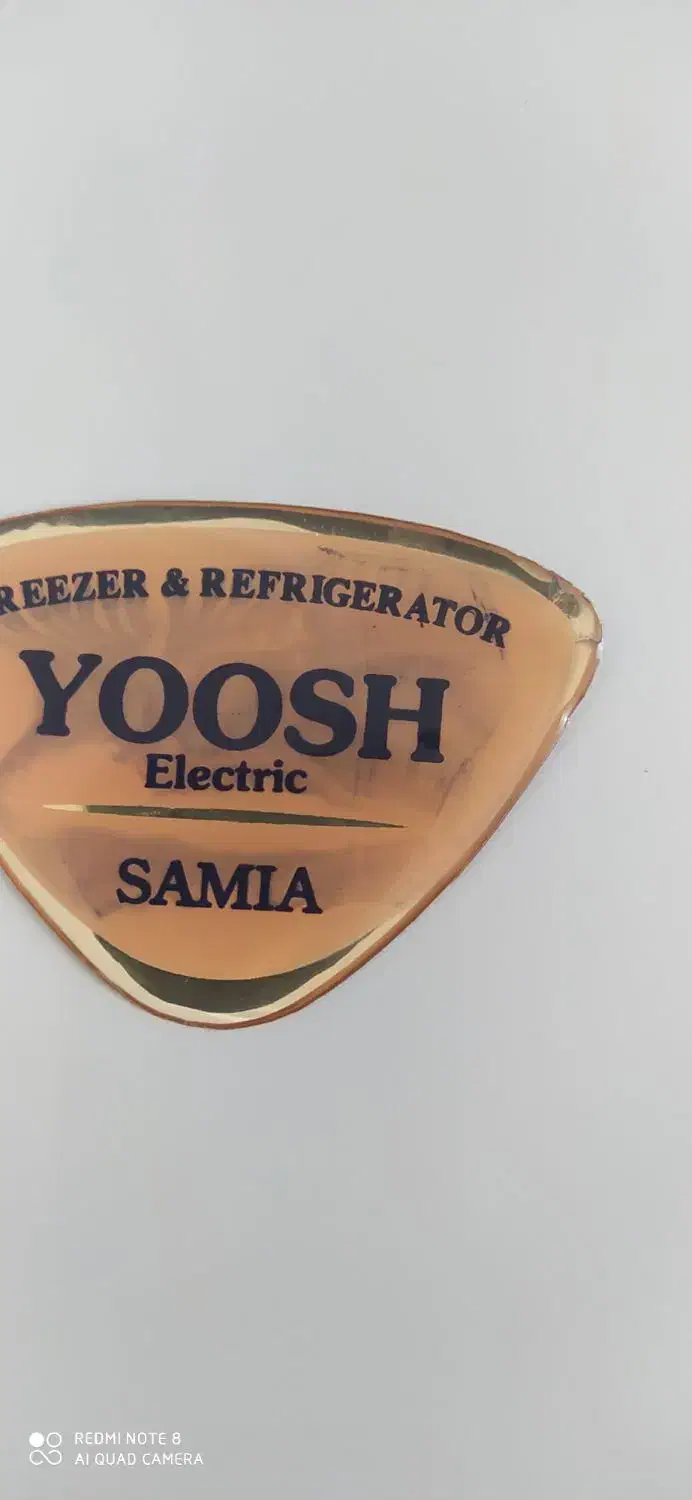 REEZER & REFRIGERATOR
YOOSH
Electric
SAMIA
REDMI NOTE 8
AI QUAD CAMERA